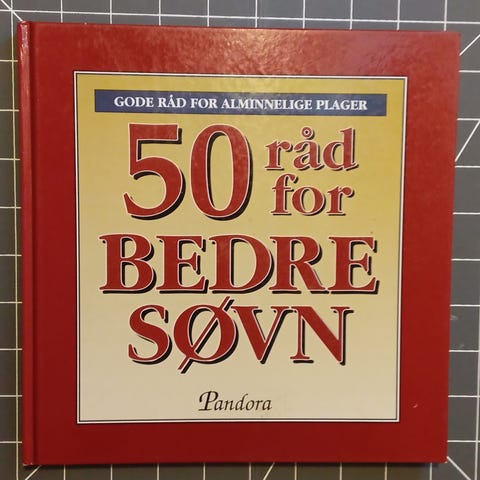 GODE RÅD FOR ALMINNELIGE PLAGER
50 råd
for
BEDRE
SØVN
Pandora